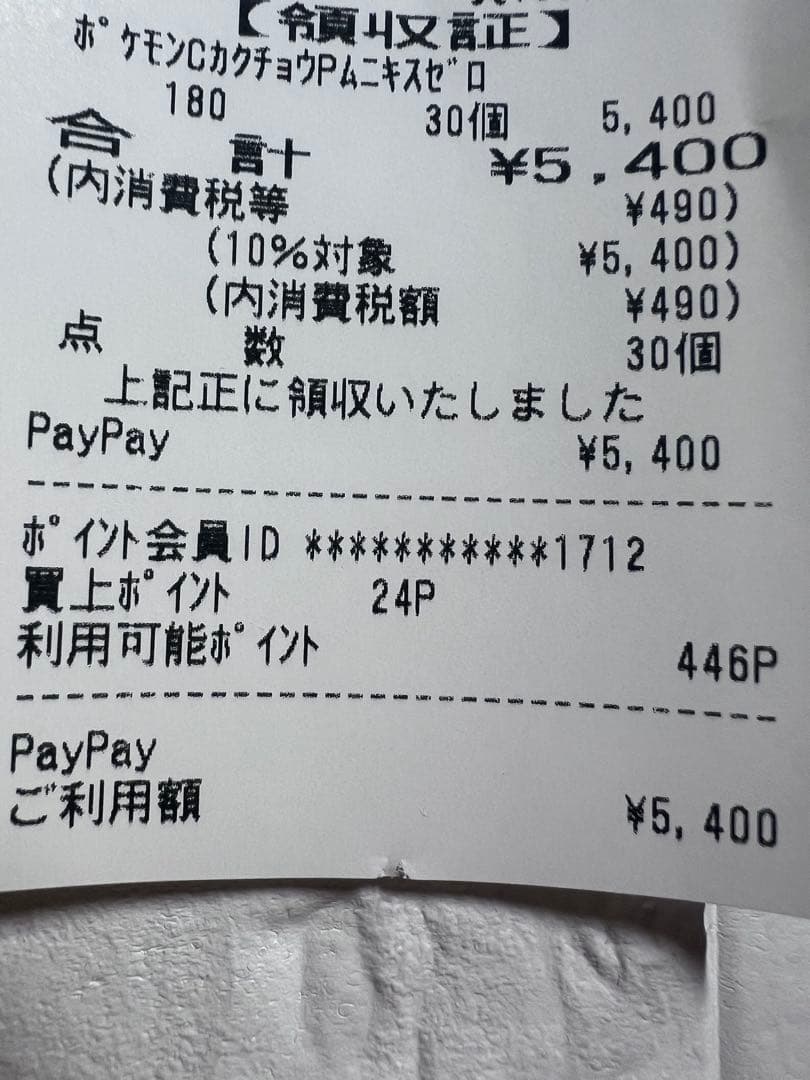 【領収証】
ﾎﾟｹﾓﾝCｶｸﾁｮｳPﾑﾆｷｽｾﾞﾛ
180 30個 5,400
合 計 ¥5,400
(内消費税等 ¥490)
(10%対象 ¥5,400)
(内消費税額 ¥490)
点 数 30個
上記正に領収いたしました
PayPay ¥5,400
ﾎﾟｲﾝﾄ会員ID ***********1712
買上ﾎﾟｲﾝﾄ 24P
利用可能ﾎﾟｲﾝﾄ 446P
PayPay
ご利用額 ¥5,400